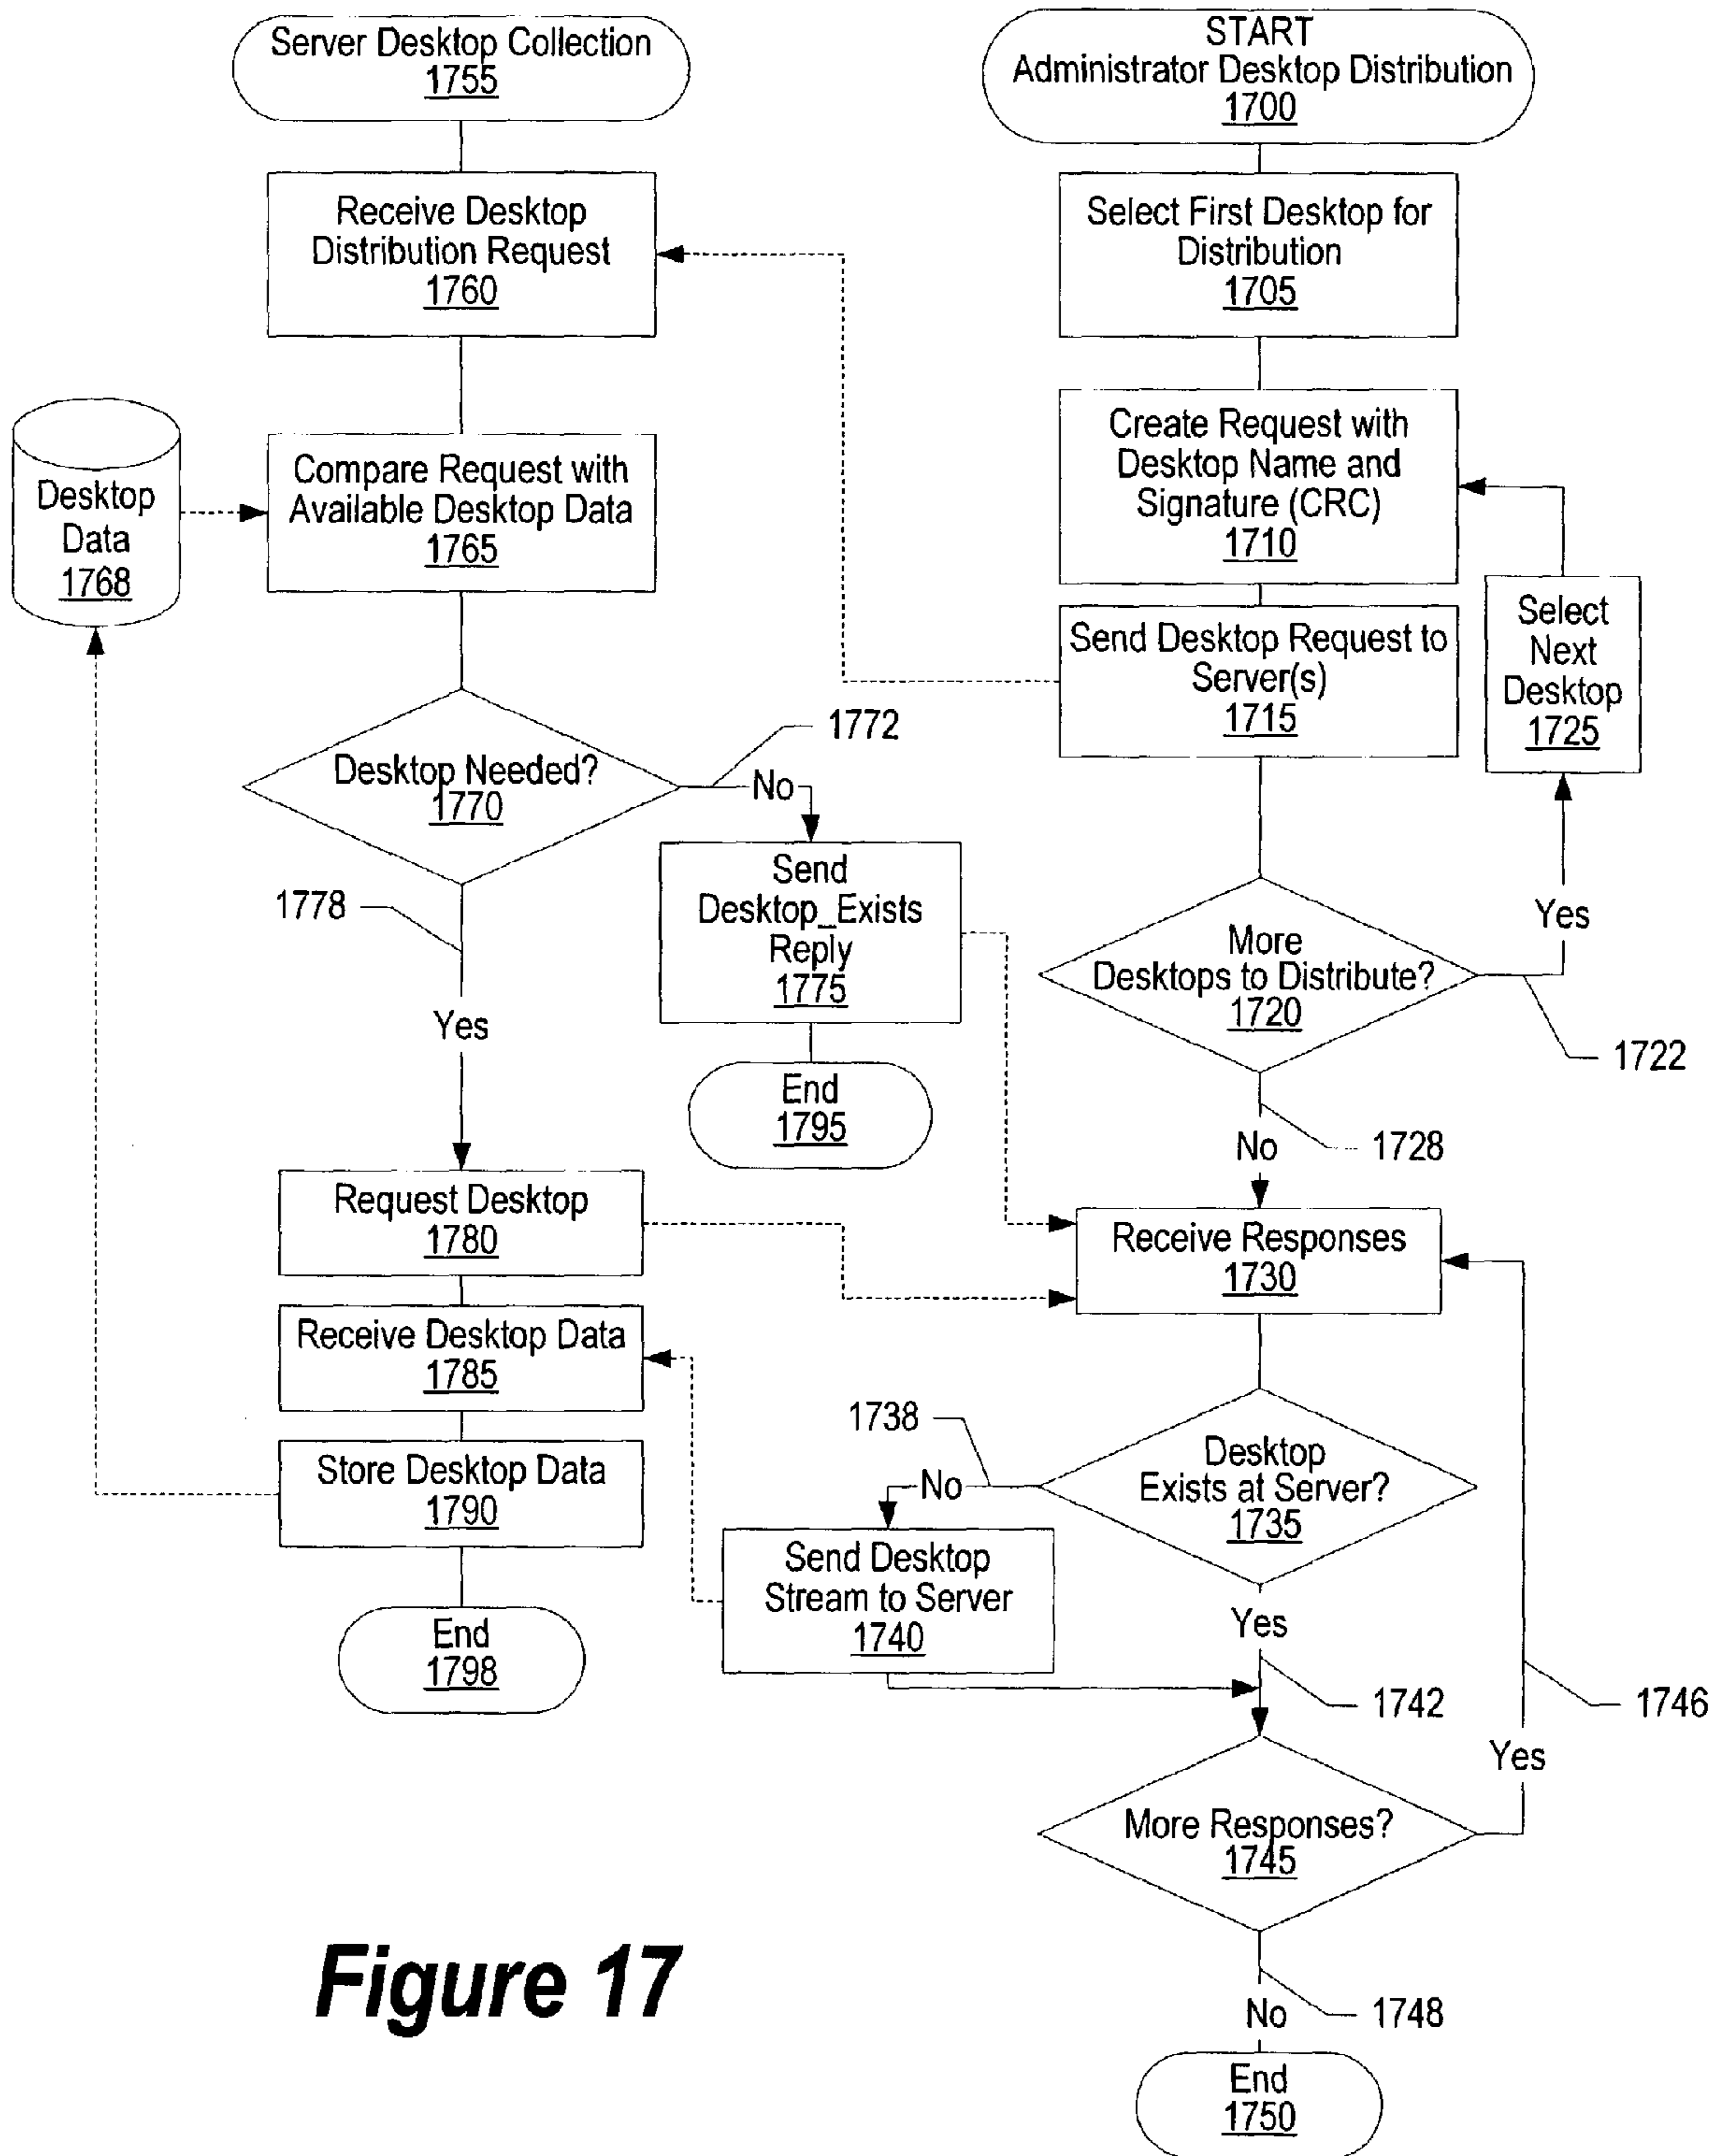 Server Desktop Collection
1755
START
Administrator Desktop Distribution
1700
Receive Desktop
Distribution Request
1760
Select First Desktop for
Distribution
1705
Desktop
Data
1768
Compare Request with
Available Desktop Data
1765
Create Request with
Desktop Name and
Signature (CRC)
1710
Send Desktop Request to
Server(s)
1715
Select
Next
Desktop
1725
Desktop Needed?
1770
1772
No
1778
Yes
Send
Desktop_Exists
Reply
1775
End
1795
More
Desktops to Distribute?
1720
Yes
1722
No
1728
Request Desktop
1780
Receive Responses
1730
Receive Desktop Data
1785
Store Desktop Data
1790
End
1798
1738
No
Desktop
Exists at Server?
1735
Send Desktop
Stream to Server
1740
Yes
1742
1746
Yes
More Responses?
1745
No
1748
End
1750
Figure 17